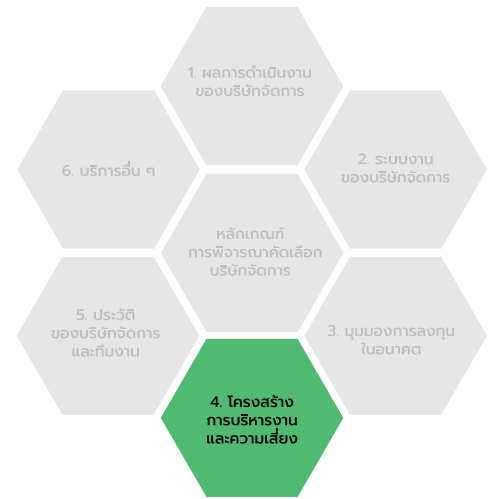 1. ผลการดำเนินงาน
ของบริษัทจัดการ
2. ระบบงาน
ของบริษัทจัดการ
6. บริการอื่น ๆ
หลักเกณฑ์
การพิจารณาคัดเลือก
บริษัทจัดการ
3. มุมมองการลงทุน
ในอนาคต
5. ประวัติ
ของบริษัทจัดการ
และทีมงาน
4. โครงสร้าง
การบริหารงาน
และความเสี่ยง